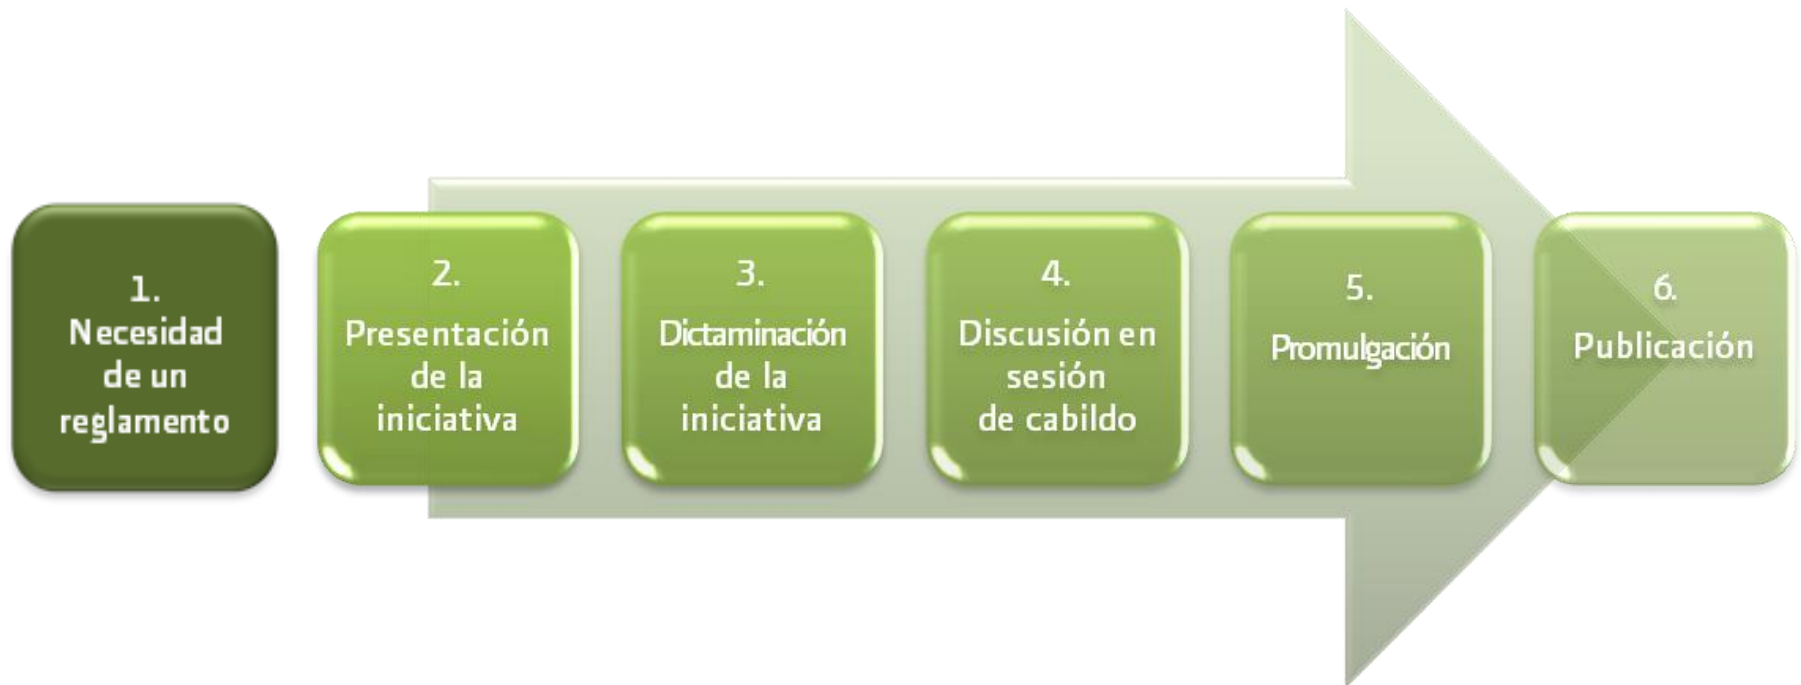 1.
Necesidad
de un
reglamento
2.
Presentación
de la
iniciativa
3.
Dictaminación
de la
iniciativa
4.
Discusión en
sesión
de cabildo
5.
Promulgación
6.
Publicación